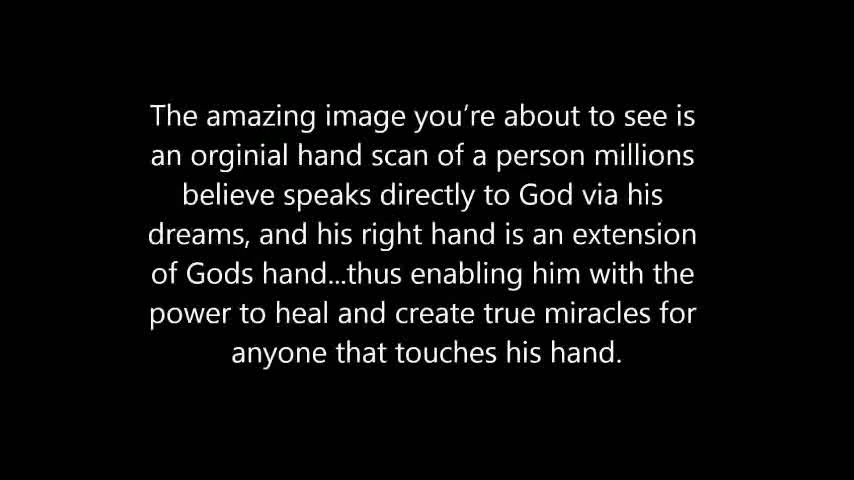 The amazing image you’re about to see is
an orginial hand scan of a person millions
believe speaks directly to God via his
dreams, and his right hand is an extension
of Gods hand...thus enabling him with the
power to heal and create true miracles for
anyone that touches his hand.